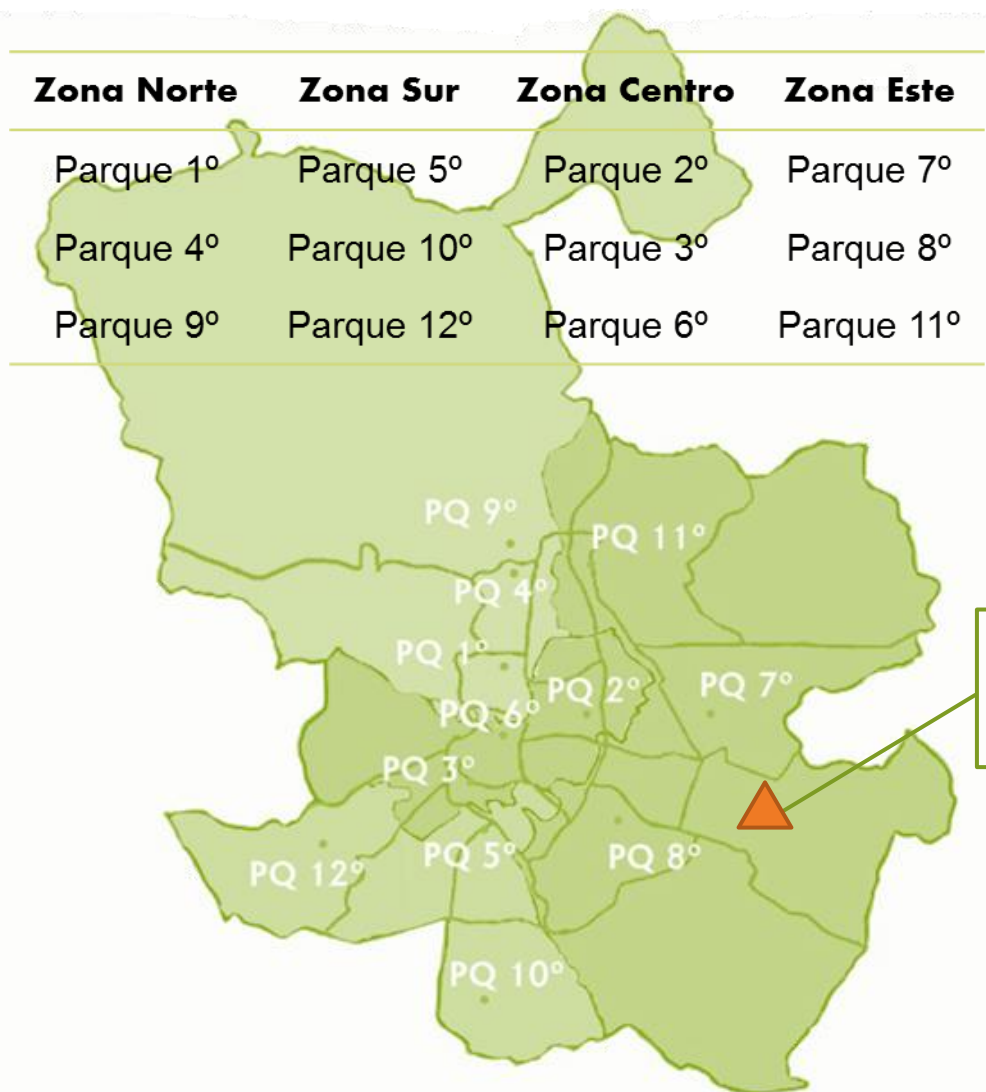 Zona Norte Zona Sur Zona Centro Zona Este
Parque 1º Parque 5º Parque 2º Parque 7º
Parque 4º Parque 10º Parque 3º Parque 8º
Parque 9º Parque 12º Parque 6º Parque 11º
PQ 9º
PQ 11º
PQ 4º
PQ 1º
PQ 2º
PQ 7º
PQ 6º
PQ 3º
PQ 5º
PQ 8º
PQ 12º
PQ 10º